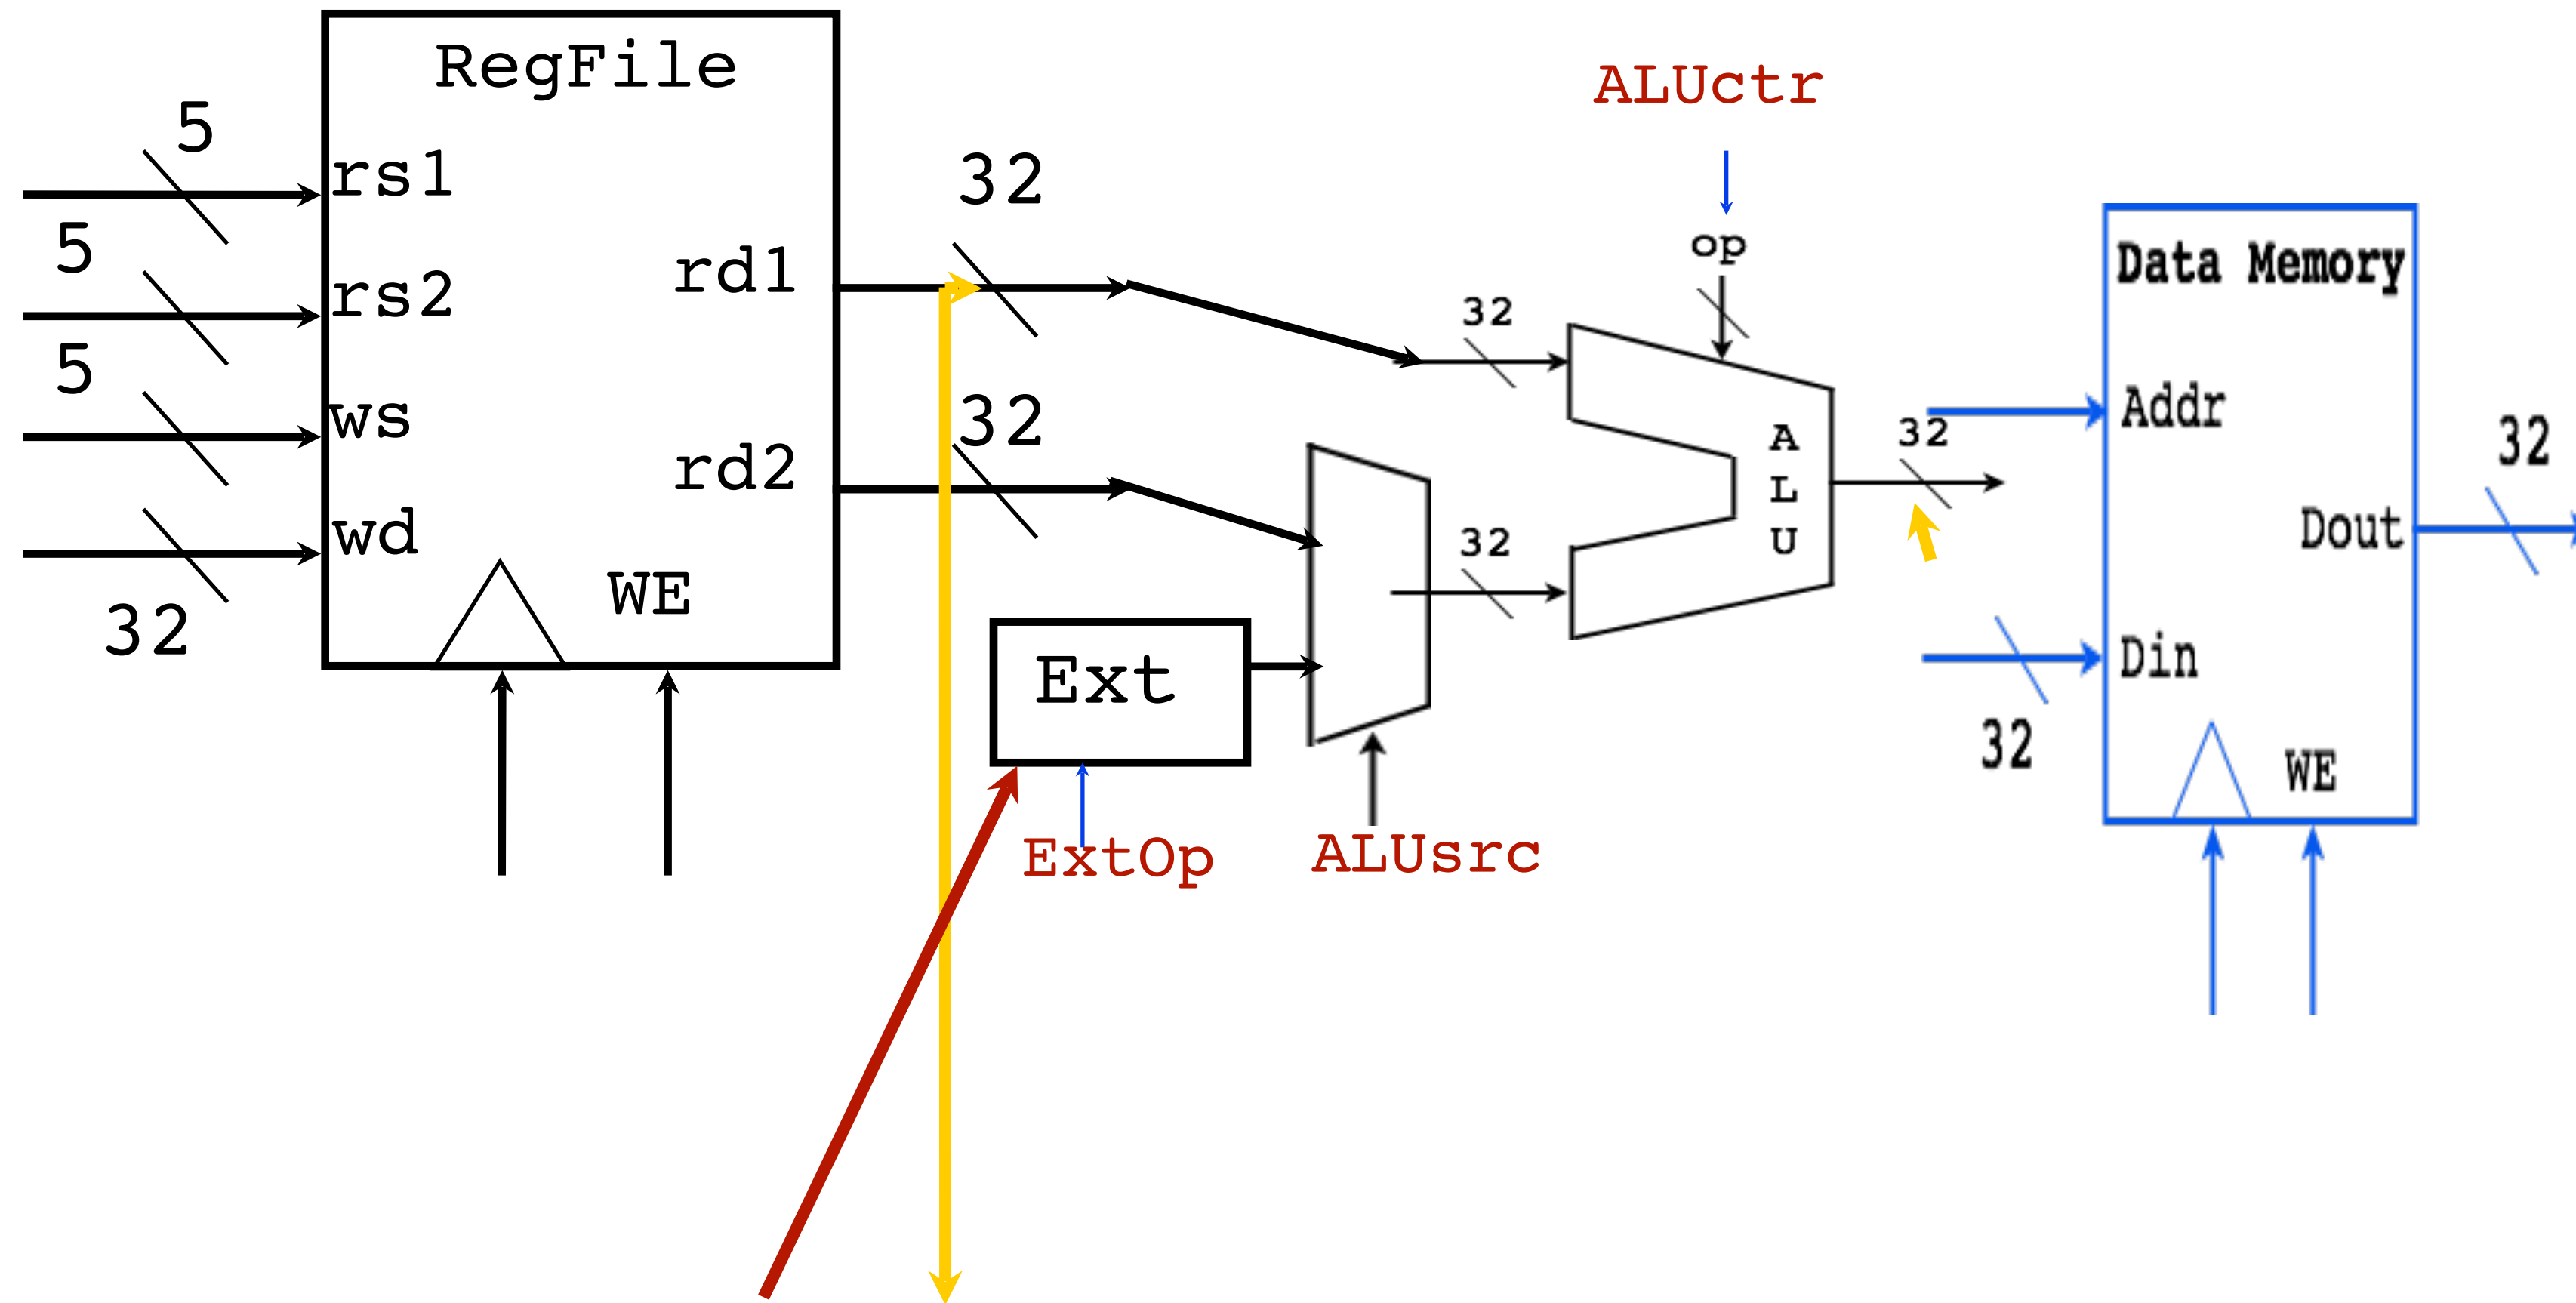 RegFile
5
rs1
5
rs2
5
ws
wd
32
WE
rd1
32
rd2
32
Ext
ExtOp
ALUsrc
ALUctr
op
32
32
A
L
U
32
Data Memory
Addr
Dout
32
Din
32
WE